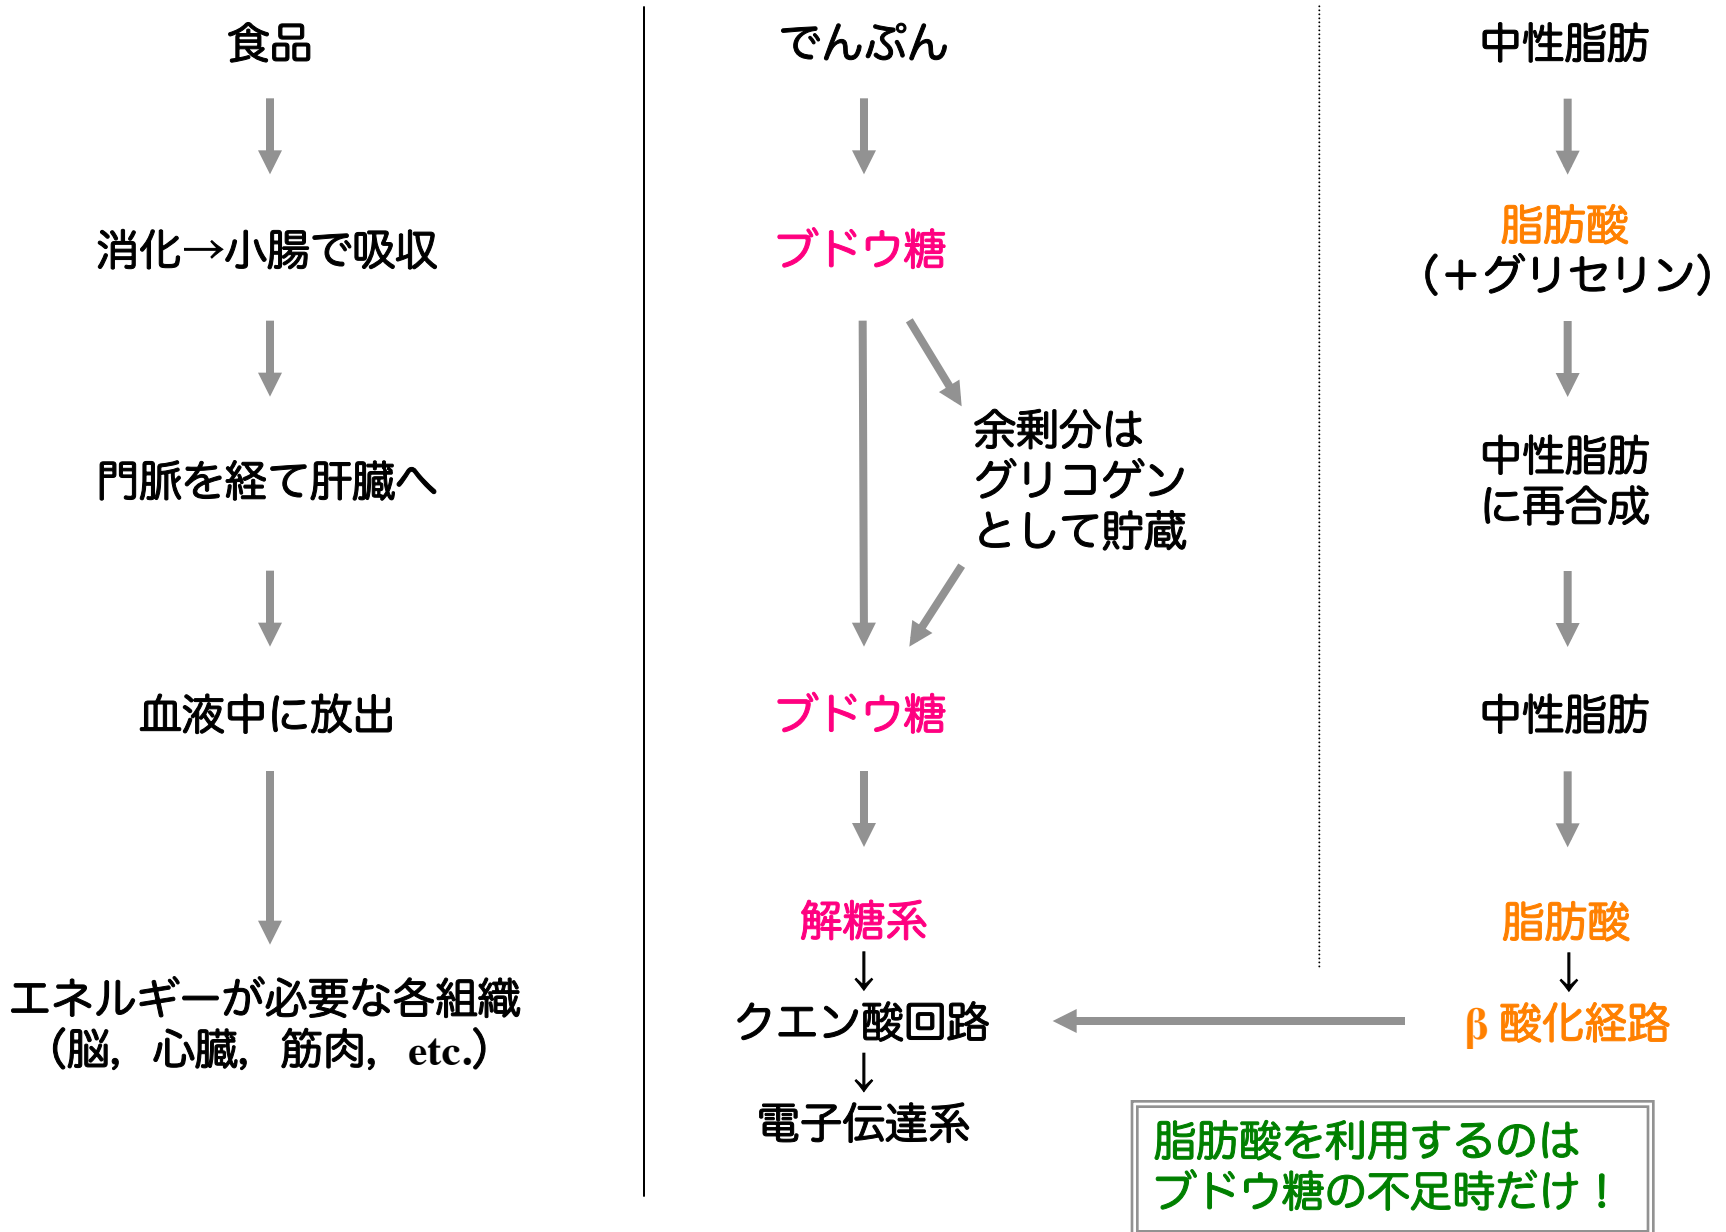 食品
消化→小腸で吸収
門脈を経て肝臓へ
血液中に放出
エネルギーが必要な各組織
（脳，心臓，筋肉，etc.）
でんぷん
ブドウ糖
余剰分は
グリコゲン
として貯蔵
ブドウ糖
解糖系
クエン酸回路
電子伝達系
中性脂肪
脂肪酸
（＋グリセリン）
中性脂肪
に再合成
中性脂肪
脂肪酸
β酸化経路
脂肪酸を利用するのは
ブドウ糖の不足時だけ！